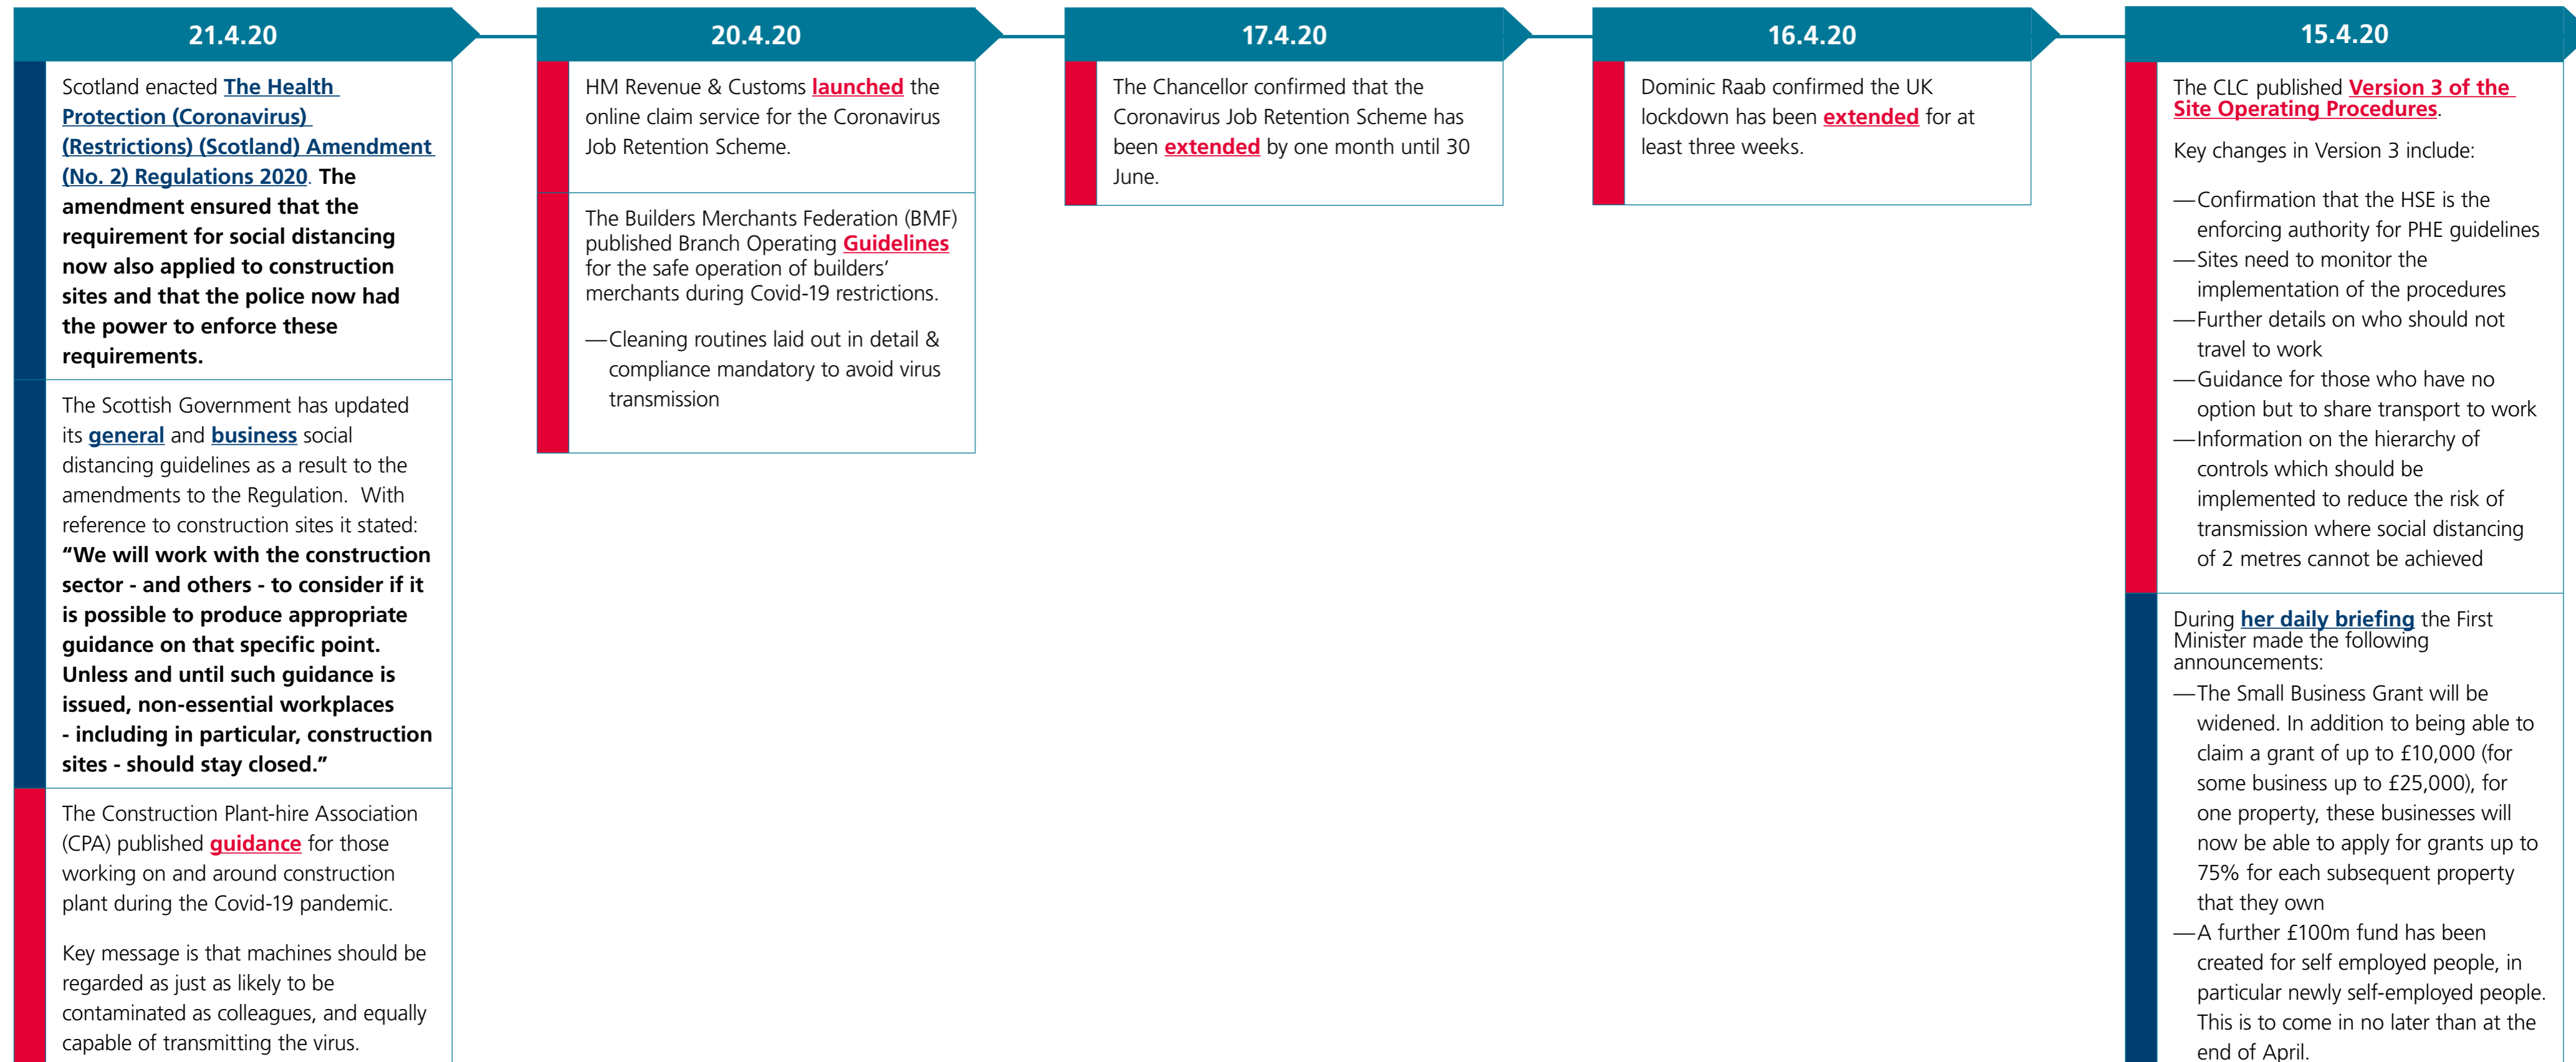 21.4.20
Scotland enacted The Health
Protection (Coronavirus)
(Restrictions) (Scotland) Amendment
(No. 2) Regulations 2020. The
amendment ensured that the
requirement for social distancing
now also applied to construction
sites and that the police now had
the power to enforce these
requirements.
The Scottish Government has updated
its general and business social
distancing guidelines as a result to the
amendments to the Regulation. With
reference to construction sites it stated:
“We will work with the construction
sector - and others - to consider if it
is possible to produce appropriate
guidance on that specific point.
Unless and until such guidance is
issued, non-essential workplaces
- including in particular, construction
sites - should stay closed.”
The Construction Plant-hire Association
(CPA) published guidance for those
working on and around construction
plant during the Covid-19 pandemic.
Key message is that machines should be
regarded as just as likely to be
contaminated as colleagues, and equally
capable of transmitting the virus.
20.4.20
HM Revenue & Customs launched the
online claim service for the Coronavirus
Job Retention Scheme.
The Builders Merchants Federation (BMF)
published Branch Operating Guidelines
for the safe operation of builders’
merchants during Covid-19 restrictions.
—Cleaning routines laid out in detail &
compliance mandatory to avoid virus
transmission
17.4.20
The Chancellor confirmed that the
Coronavirus Job Retention Scheme has
been extended by one month until 30
June.
16.4.20
Dominic Raab confirmed the UK
lockdown has been extended for at
least three weeks.
15.4.20
The CLC published Version 3 of the
Site Operating Procedures.
Key changes in Version 3 include:
—Confirmation that the HSE is the
enforcing authority for PHE guidelines
—Sites need to monitor the
implementation of the procedures
—Further details on who should not
travel to work
—Guidance for those who have no
option but to share transport to work
—Information on the hierarchy of
controls which should be
implemented to reduce the risk of
transmission where social distancing
of 2 metres cannot be achieved
During her daily briefing the First
Minister made the following
announcements:
—The Small Business Grant will be
widened. In addition to being able to
claim a grant of up to £10,000 (for
some business up to £25,000), for
one property, these businesses will
now be able to apply for grants up to
75% for each subsequent property
that they own
—A further £100m fund has been
created for self employed people, in
particular newly self-employed people.
This is to come in no later than at the
end of April.